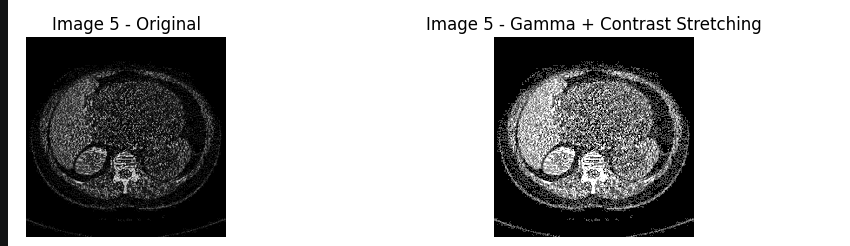 Image 5 - Original
Image 5 - Gamma + Contrast Stretching